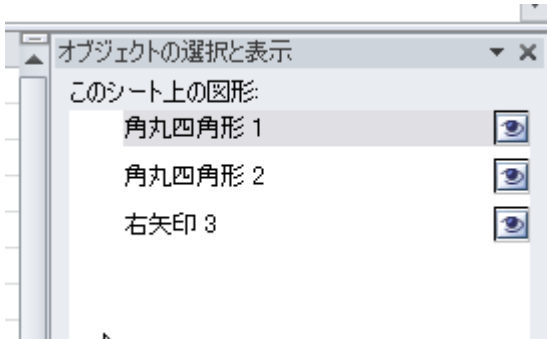 オブジェクトの選択と表示
このシート上の図形:
角丸四角形 1
角丸四角形 2
右矢印 3